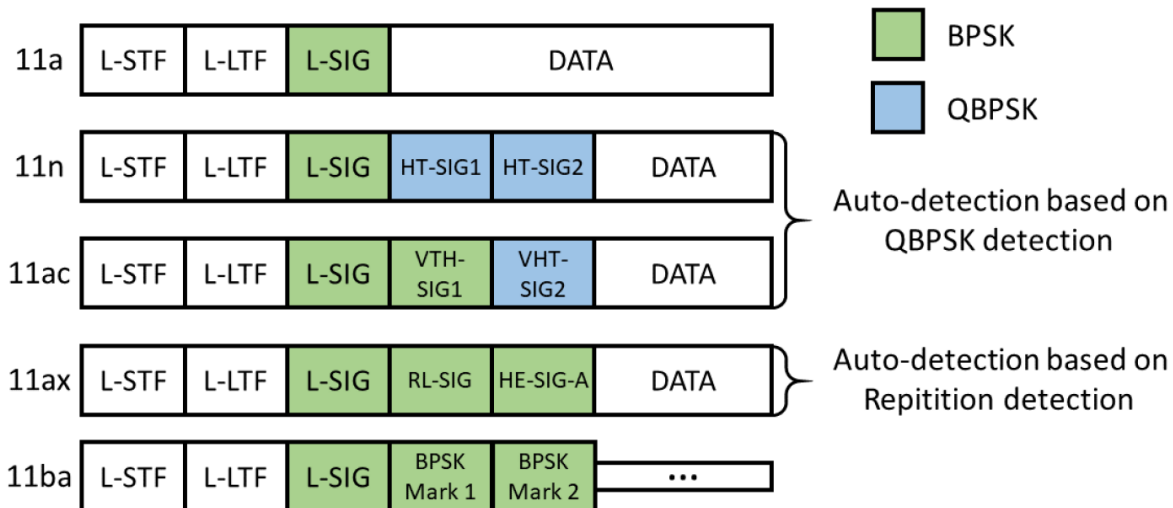 11a L-STF L-LTF L-SIG DATA
BPSK
QBPSK
11n L-STF L-LTF L-SIG HT-SIG1 HT-SIG2 DATA
Auto-detection based on
QBPSK detection
11ac L-STF L-LTF L-SIG VTH-
SIG1 VHT-
SIG2 DATA
11ax L-STF L-LTF L-SIG RL-SIG HE-SIG-A DATA
Auto-detection based on
Repitition detection
11ba L-STF L-LTF L-SIG BPSK
Mark 1 BPSK
Mark 2 ...